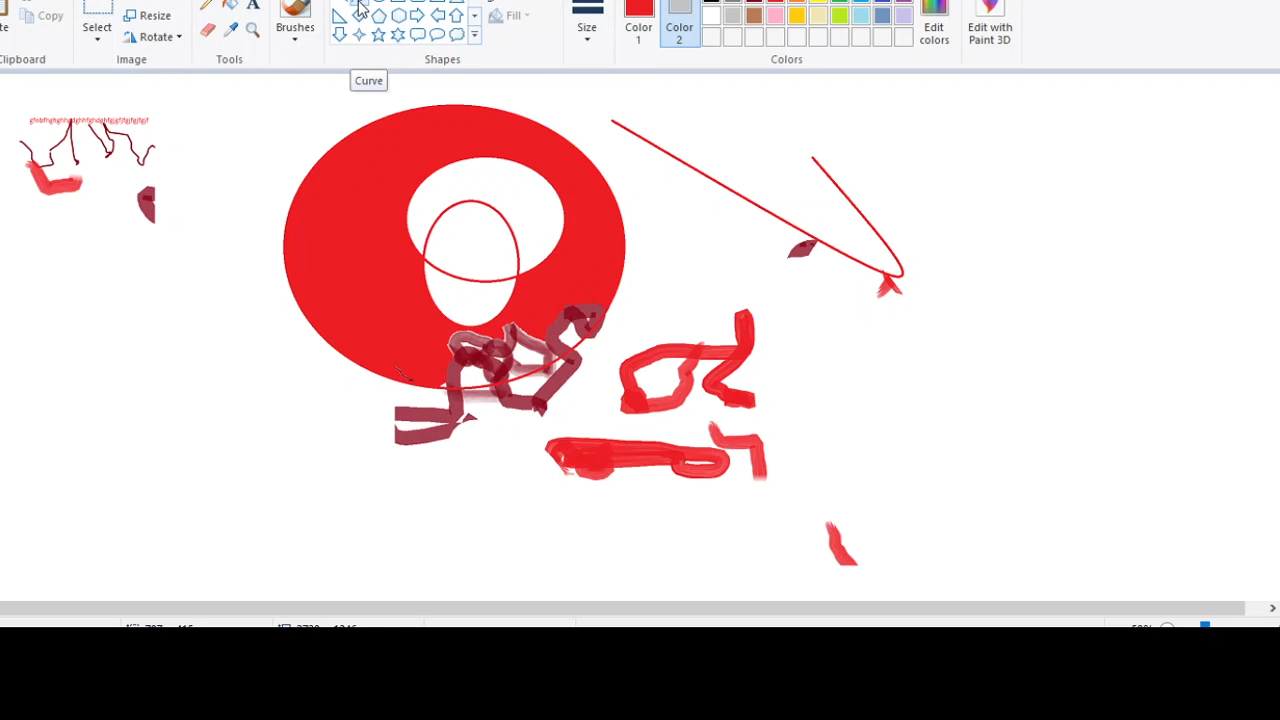 Copy
Resize
Rotate
Select
Brushes
Fill
Size
Color 1
Color 2
Edit colors
Edit with Paint 3D
Clipboard
Image
Tools
Shapes
Colors
Curve